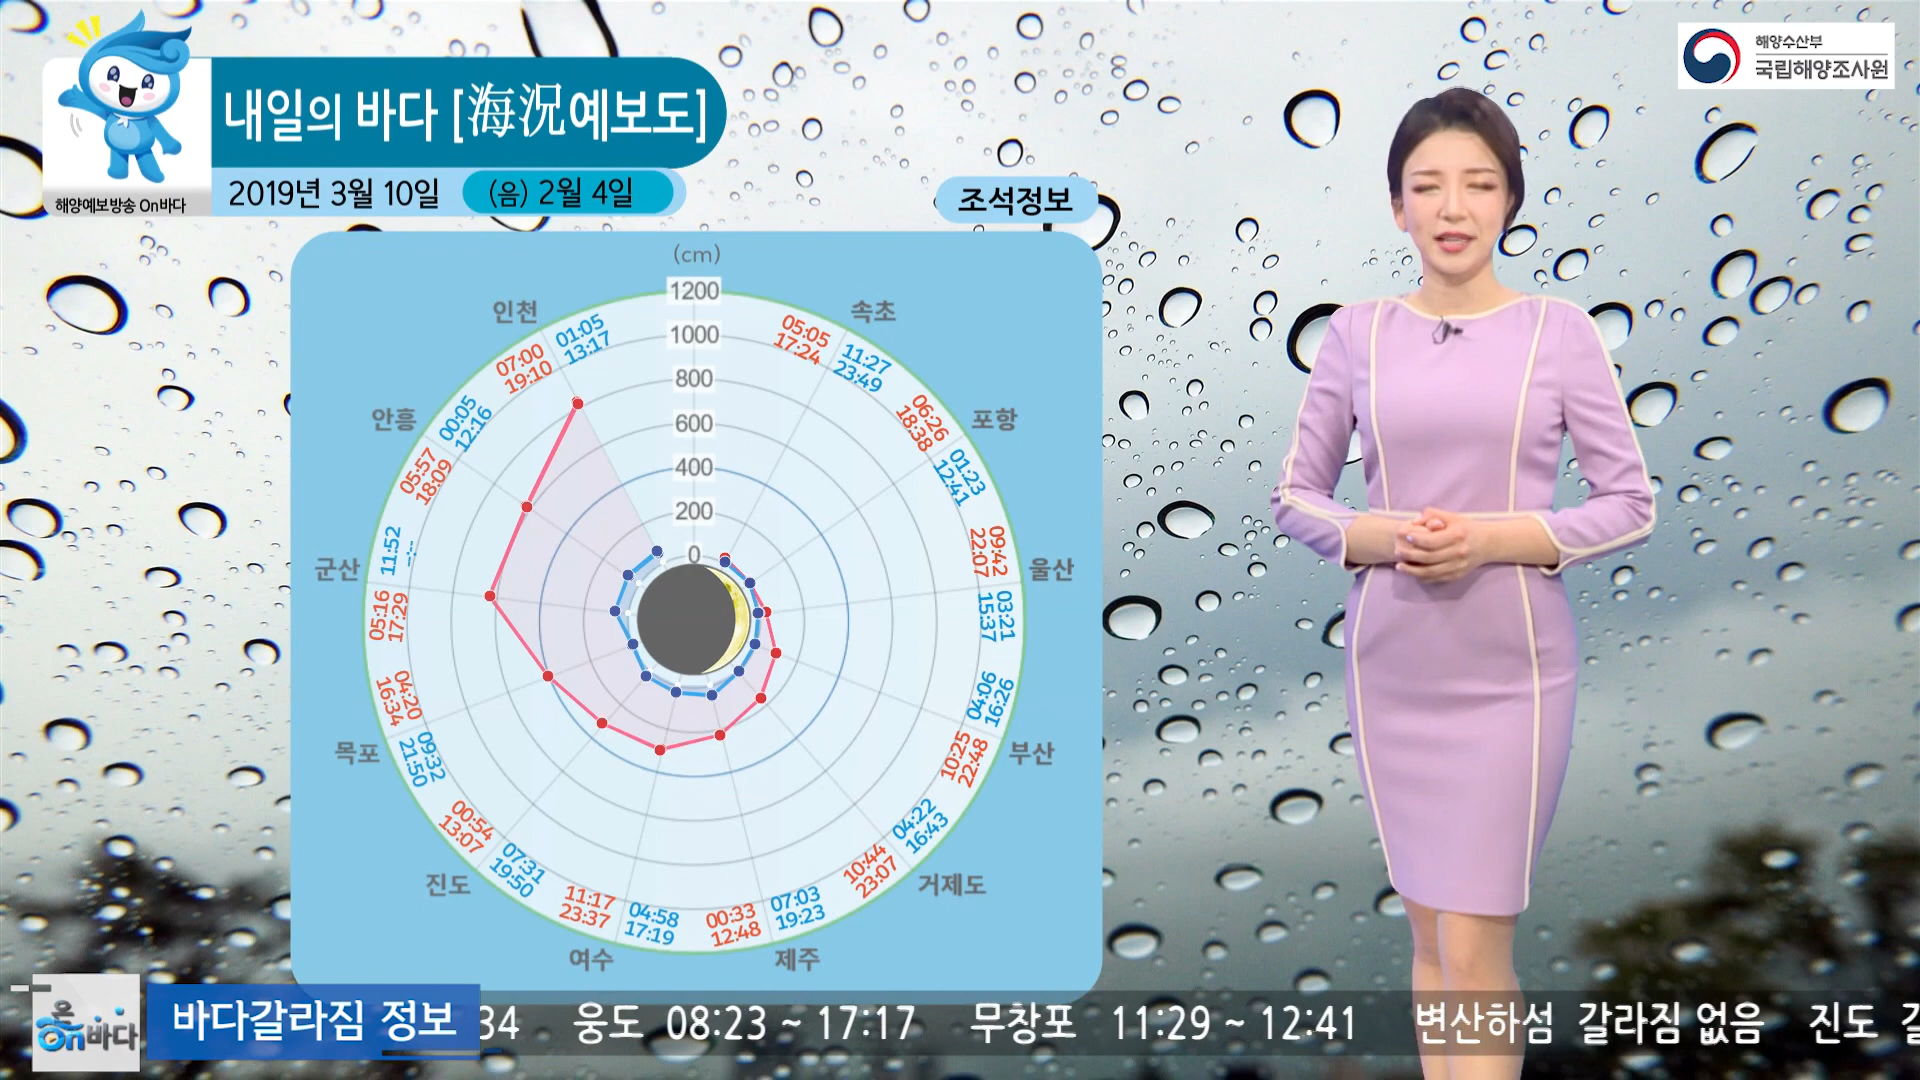 해양수산부
국립해양조사원
내일의 바다 [海況예보도]
2019년 3월 10일 (음) 2월 4일
해양예보방송 On바다
조석정보
(cm)
1200
1000
800
600
400
200
0
속초
05:05
17:24
11:27
23:49
포항
06:26
18:38
01:23
12:41
울산
09:42
22:07
03:21
15:37
부산
04:06
16:26
10:25
22:48
거제도
04:22
16:43
10:44
23:07
제주
07:03
19:23
00:33
12:48
여수
04:58
17:19
11:17
23:37
진도
07:31
19:50
00:54
13:07
목포
09:32
21:50
04:20
16:34
군산
05:16
17:29
11:52
--:--
안흥
05:57
18:09
00:05
12:16
인천
07:00
19:10
01:05
13:17
온
On바다
바다갈라짐 정보
34 웅도 08:23 ~ 17:17 무창포 11:29 ~ 12:41 변산하섬 갈라짐 없음 진도 갈